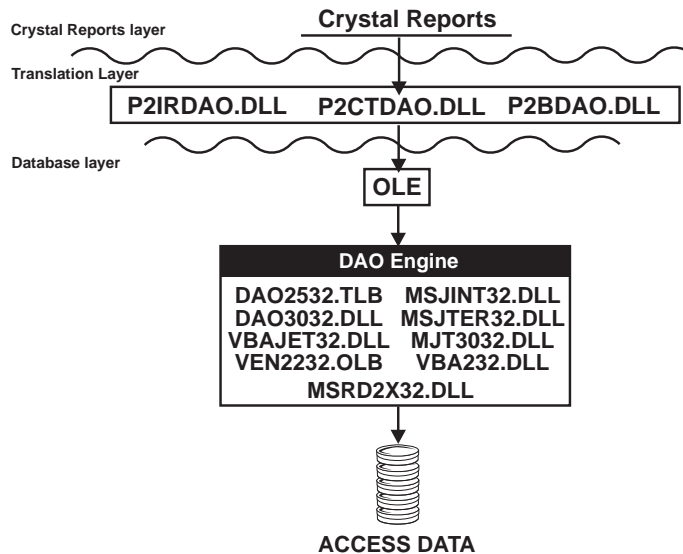 Crystal Reports
Crystal Reports layer
Translation Layer
P2IRDAO.DLL P2CTDAO.DLL P2BDAO.DLL
Database layer
OLE
DAO Engine
DAO2532.TLB MSJINT32.DLL
DAO3032.DLL MSJTER32.DLL
VBAJET32.DLL MJT3032.DLL
VEN2232.OLB VBA232.DLL
MSRD2X32.DLL
ACCESS DATA